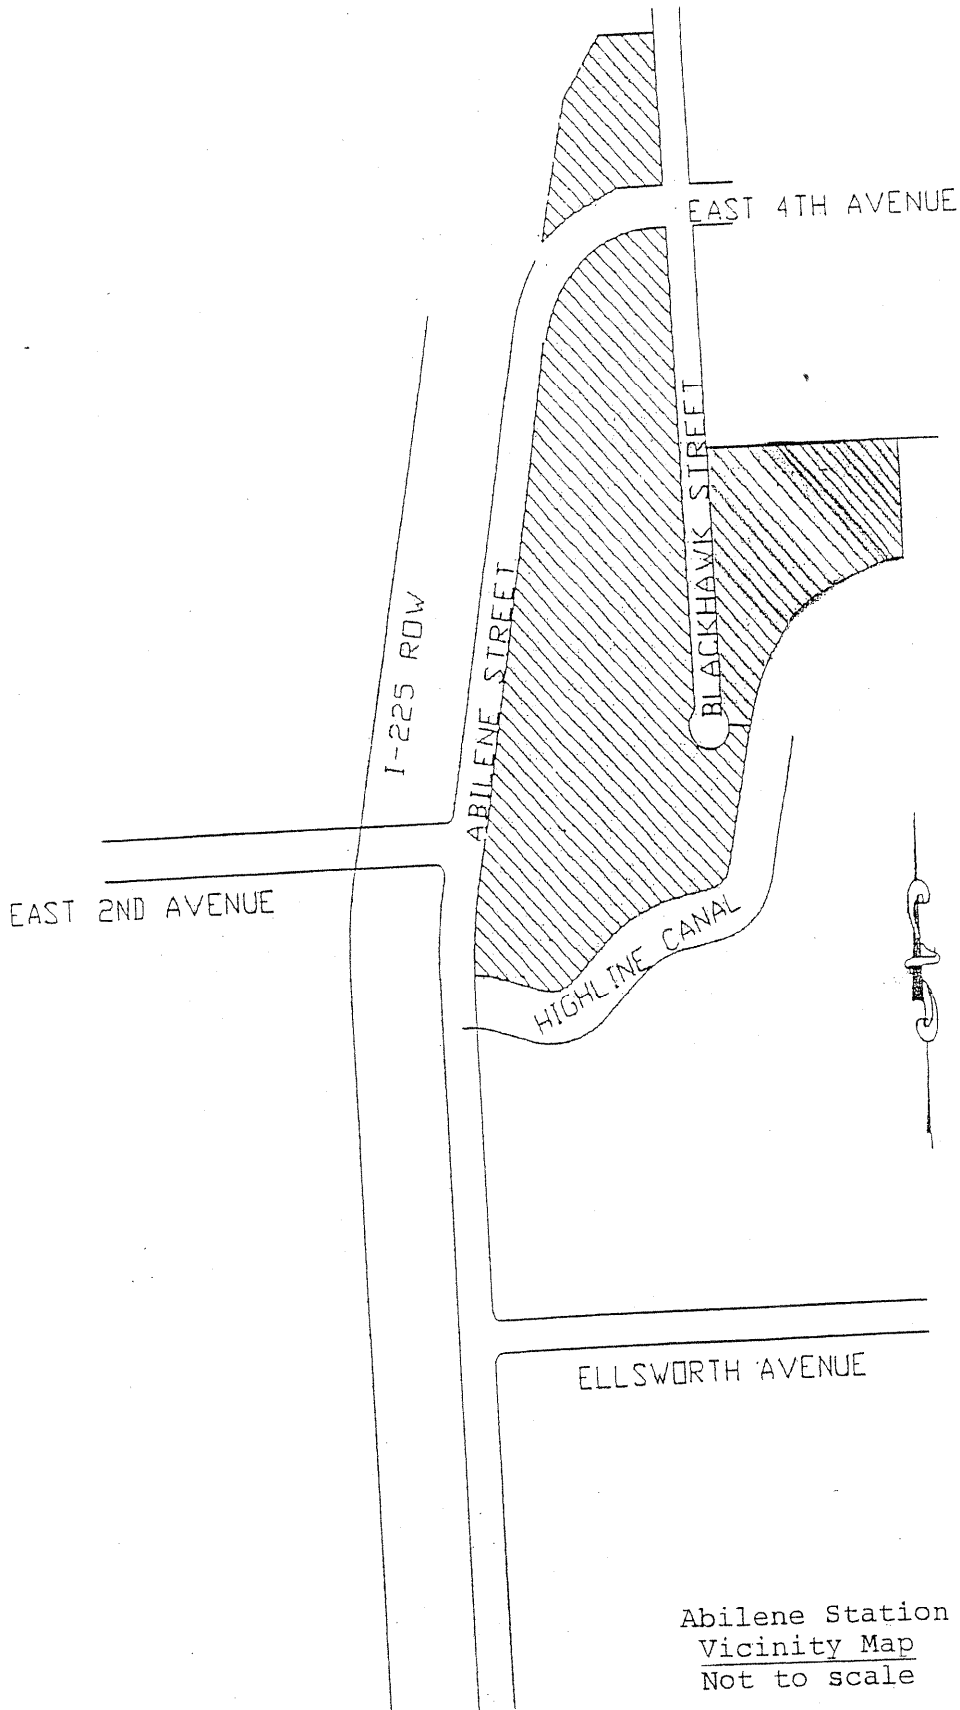 EAST 4TH AVENUE
BLACKHAWK STREET
I-225 ROW
ABILENE STREET
EAST 2ND AVENUE
HIGHLINE CANAL
ELLSWORTH AVENUE
Abilene Station
Vicinity Map
Not to scale